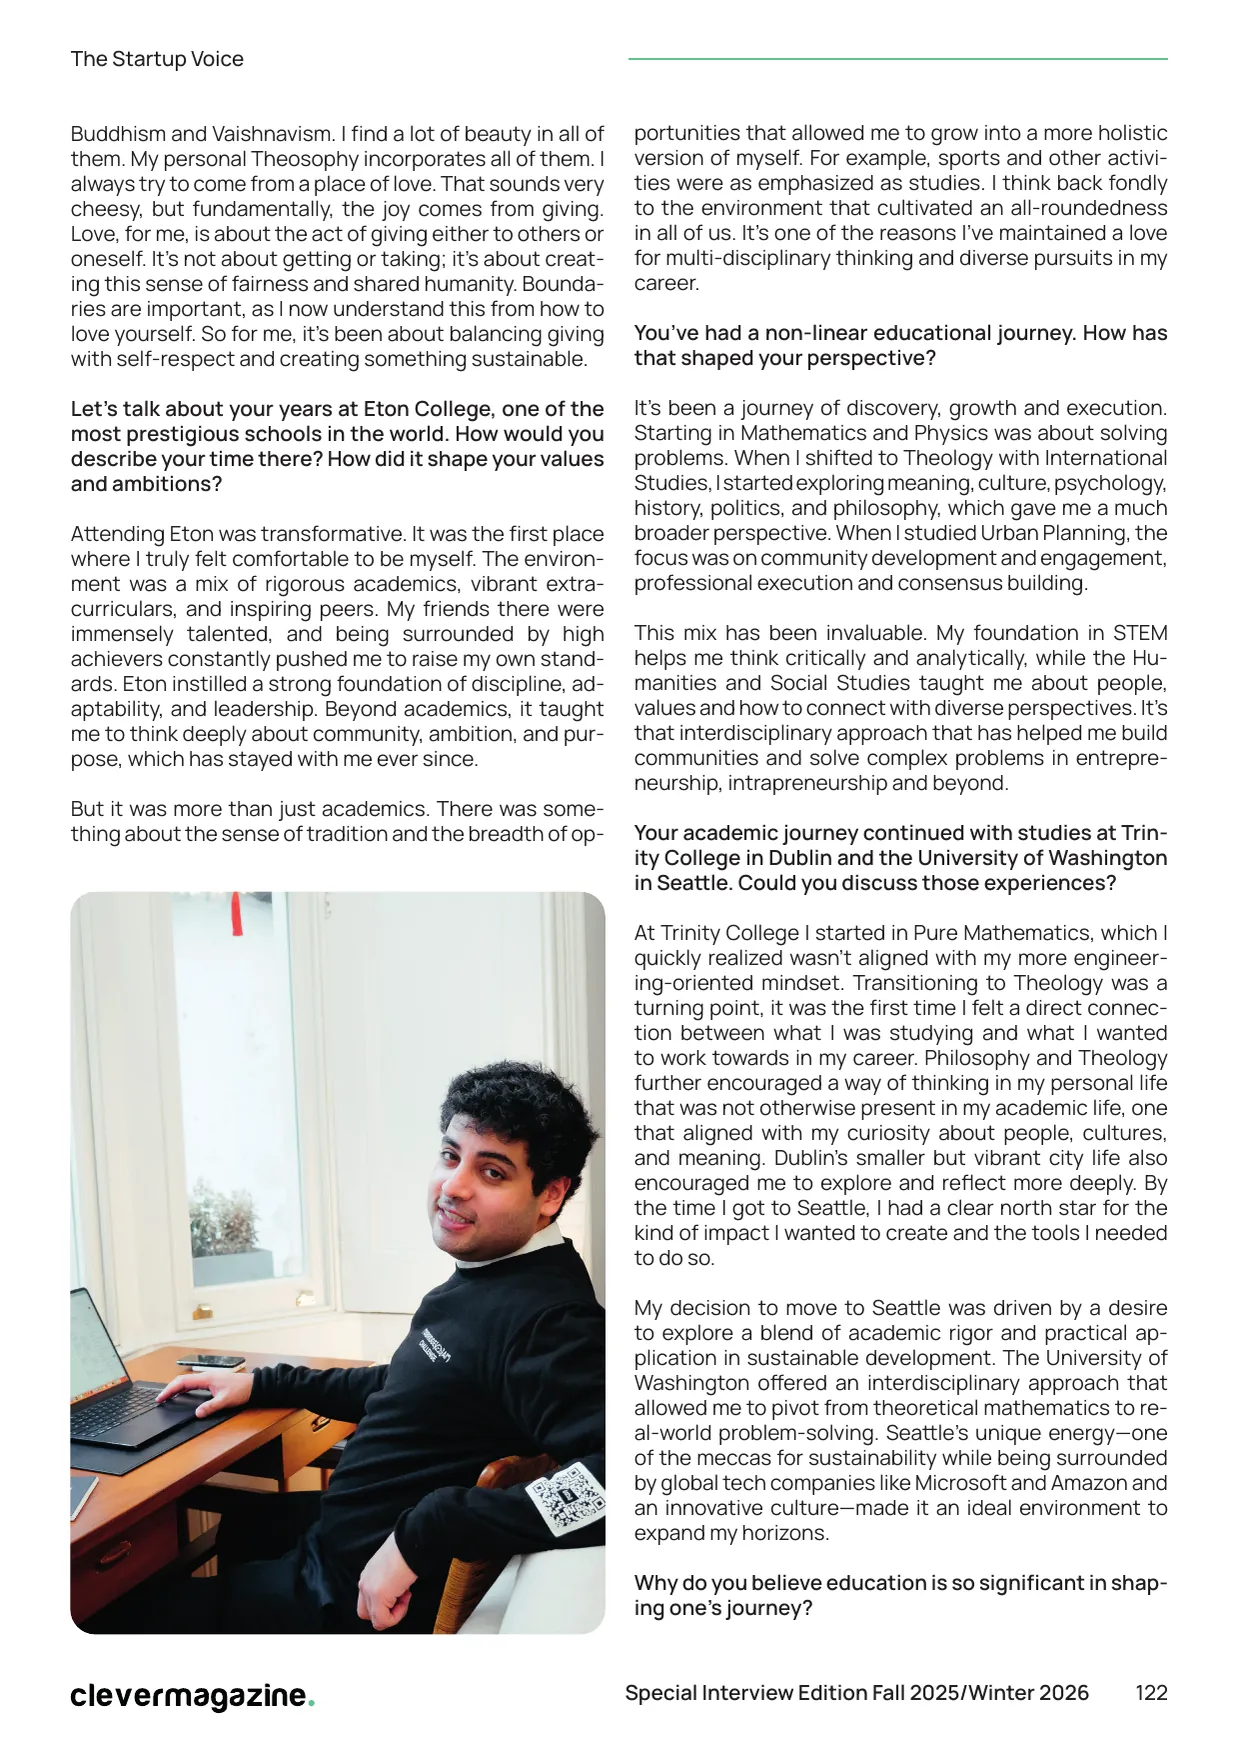 The Startup Voice
Buddhism and Vaishnavism. I find a lot of beauty in all of
them. My personal Theosophy incorporates all of them. I
always try to come from a place of love. That sounds very
cheesy, but fundamentally, the joy comes from giving.
Love, for me, is about the act of giving either to others or
oneself. It's not about getting or taking; it's about creat-
ing this sense of fairness and shared humanity. Bounda-
ries are important, as I now understand this from how to
love yourself. So for me, it's been about balancing giving
with self-respect and creating something sustainable.
Let's talk about your years at Eton College, one of the
most prestigious schools in the world. How would you
describe your time there? How did it shape your values
and ambitions?
Attending Eton was transformative. It was the first place
where I truly felt comfortable to be myself. The environ-
ment was a mix of rigorous academics, vibrant extra-
curriculars, and inspiring peers. My friends there were
immensely talented, and being surrounded by high
achievers constantly pushed me to raise my own stand-
ards. Eton instilled a strong foundation of discipline, ad-
aptability, and leadership. Beyond academics, it taught
me to think deeply about community, ambition, and pur-
pose, which has stayed with me ever since.
But it was more than just academics. There was some-
thing about the sense of tradition and the breadth of op-
portunities that allowed me to grow into a more holistic
version of myself. For example, sports and other activi-
ties were as emphasized as studies. I think back fondly
to the environment that cultivated an all-roundedness
in all of us. It's one of the reasons I've maintained a love
for multi-disciplinary thinking and diverse pursuits in my
career.
You've had a non-linear educational journey. How has
that shaped your perspective?
It's been a journey of discovery, growth and execution.
Starting in Mathematics and Physics was about solving
problems. When I shifted to Theology with International
Studies, I started exploring meaning, culture, psychology,
history, politics, and philosophy, which gave me a much
broader perspective. When I studied Urban Planning, the
focus was on community development and engagement,
professional execution and consensus building.
This mix has been invaluable. My foundation in STEM
helps me think critically and analytically, while the Hu-
manities and Social Studies taught me about people,
values and how to connect with diverse perspectives. It's
that interdisciplinary approach that has helped me build
communities and solve complex problems in entrepre-
neurship, intrapreneurship and beyond.
Your academic journey continued with studies at Trin-
ity College in Dublin and the University of Washington
in Seattle. Could you discuss those experiences?
At Trinity College I started in Pure Mathematics, which I
quickly realized wasn't aligned with my more engineer-
ing-oriented mindset. Transitioning to Theology was a
turning point, it was the first time I felt a direct connec-
tion between what I was studying and what I wanted
to work towards in my career. Philosophy and Theology
further encouraged a way of thinking in my personal life
that was not otherwise present in my academic life, one
that aligned with my curiosity about people, cultures,
and meaning. Dublin's smaller but vibrant city life also
encouraged me to explore and reflect more deeply. By
the time I got to Seattle, I had a clear north star for the
kind of impact I wanted to create and the tools I needed
to do so.
My decision to move to Seattle was driven by a desire
to explore a blend of academic rigor and practical ap-
plication in sustainable development. The University of
Washington offered an interdisciplinary approach that
allowed me to pivot from theoretical mathematics to re-
al-world problem-solving. Seattle's unique energy—one
of the meccas for sustainability while being surrounded
by global tech companies like Microsoft and Amazon and
an innovative culture—made it an ideal environment to
expand my horizons.
Why do you believe education is so significant in shap-
ing one's journey?
clevermagazine.
Special Interview Edition Fall 2025/Winter 2026 122